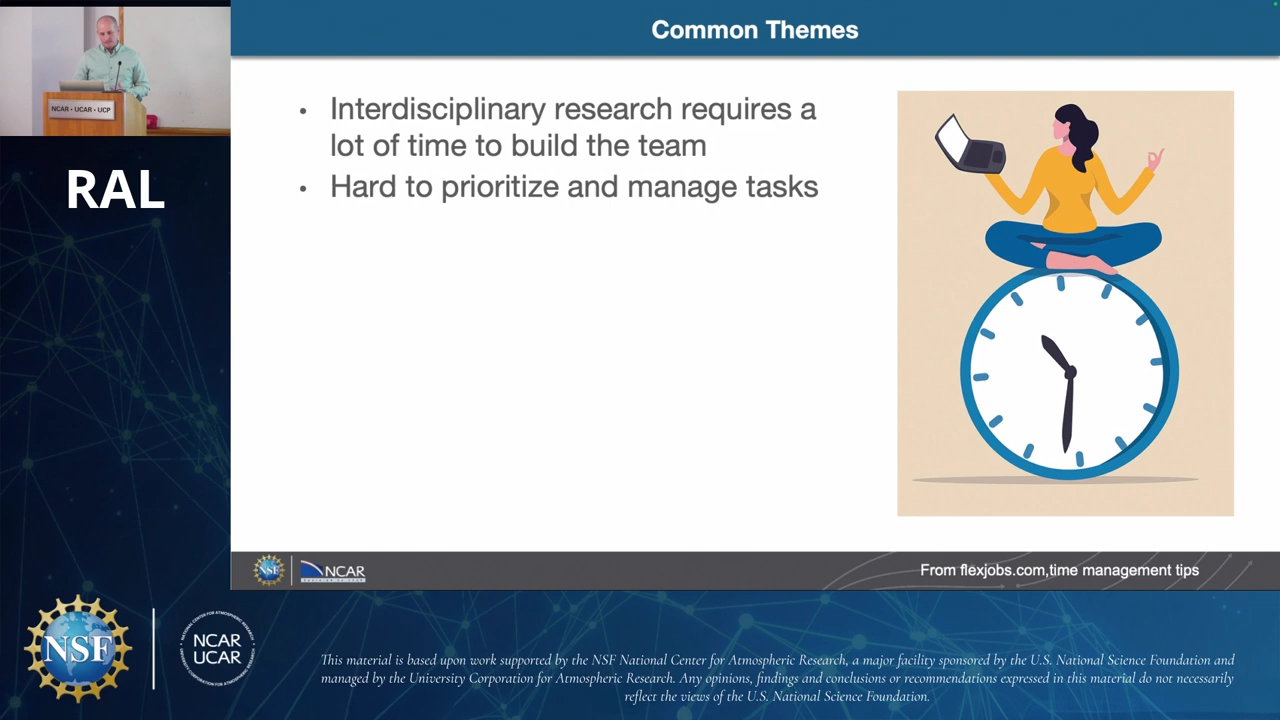 Common Themes
NCAR • UCAR • UCP
RAL
• Interdisciplinary research requires a
lot of time to build the team
• Hard to prioritize and manage tasks
NSF
NCAR
From flexjobs.com,time management tips
NSF
NCAR
UCAR
This material is based upon work supported by the NSF National Center for Atmospheric Research, a major facility sponsored by the U.S. National Science Foundation and
managed by the University Corporation for Atmospheric Research. Any opinions, findings and conclusions or recommendations expressed in this material do not necessarily
reflect the views of the U.S. National Science Foundation.